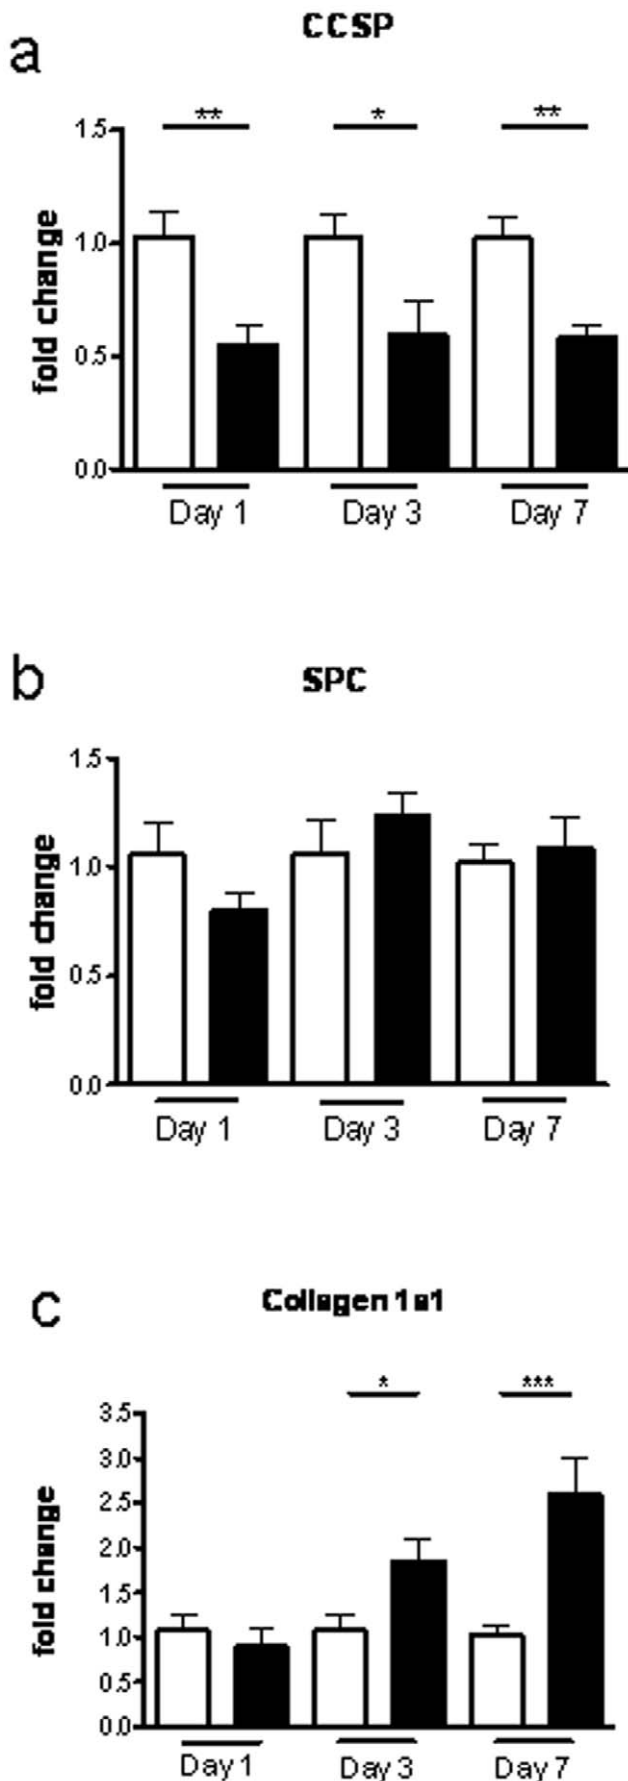 a
CCSP
** * **
1.5
1.0
0.5
0.0
fold change
Day 1 Day 3 Day 7
b
SPC
1.5
1.0
0.5
0.0
fold change
Day 1 Day 3 Day 7
c
Collagen 1a1
* ***
3.5
3.0
2.5
2.0
1.5
1.0
0.5
0.0
fold change
Day 1 Day 3 Day 7